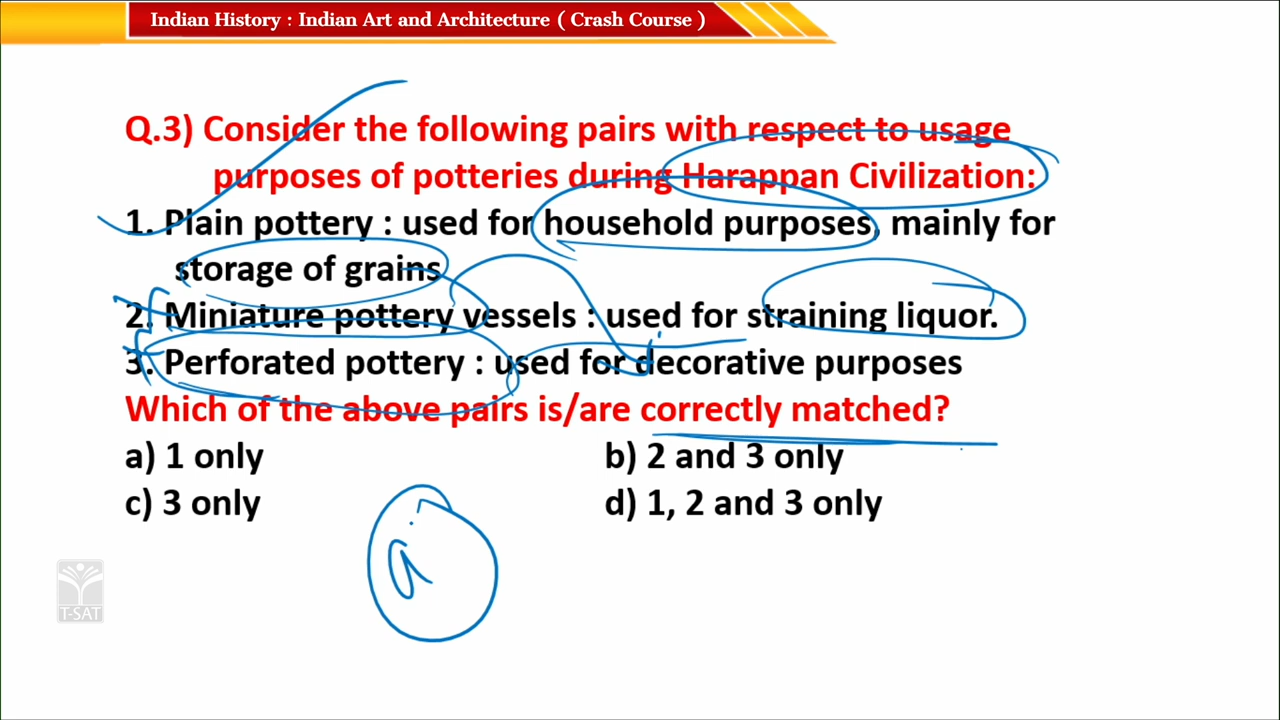 Indian History : Indian Art and Architecture ( Crash Course )
Q.3) Consider the following pairs with respect to usage
purposes of potteries during Harappan Civilization:
1. Plain pottery : used for household purposes, mainly for
storage of grains
2. Miniature pottery vessels : used for straining liquor.
3. Perforated pottery : used for decorative purposes
Which of the above pairs is/are correctly matched?
a) 1 only b) 2 and 3 only
c) 3 only d) 1, 2 and 3 only
a
T-SAT